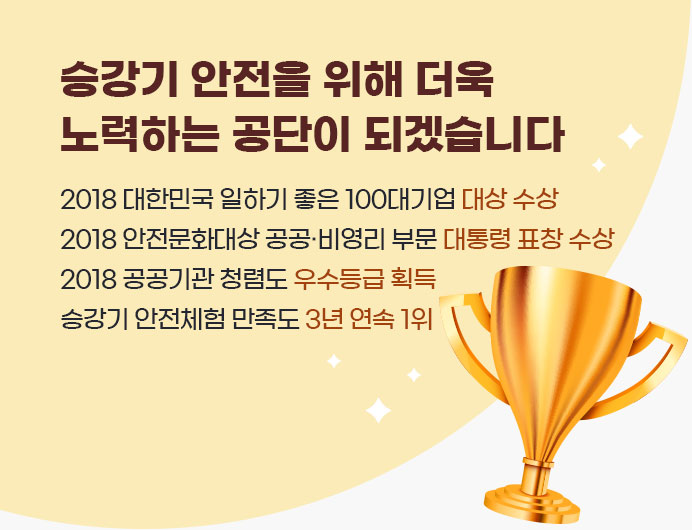 승강기 안전을 위해 더욱
노력하는 공단이 되겠습니다
2018 대한민국 일하기 좋은 100대기업 대상 수상
2018 안전문화대상 공공·비영리 부문 대통령 표창 수상
2018 공공기관 청렴도 우수등급 획득
승강기 안전체험 만족도 3년 연속 1위